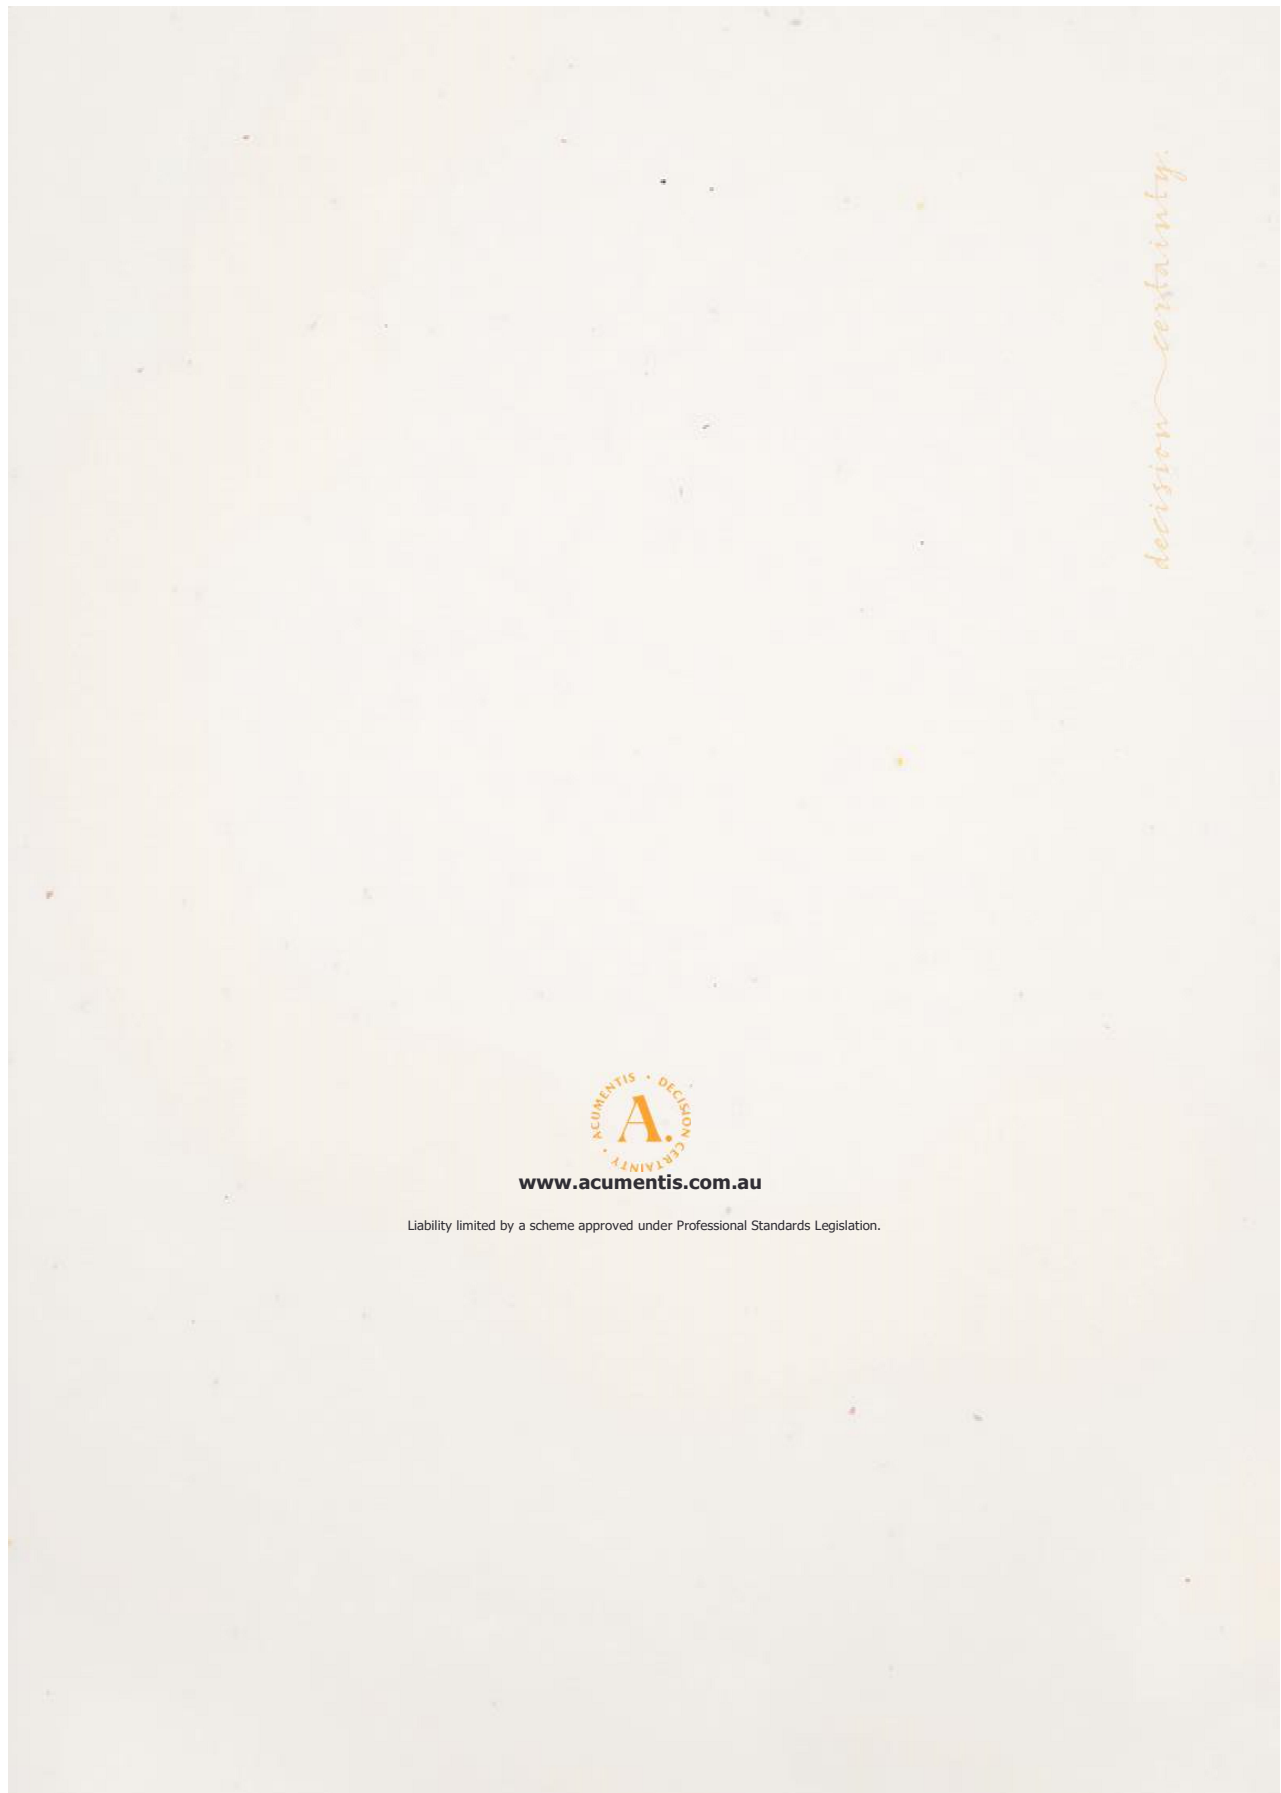 decision certainty.
ACUMENTIS • DECISION CERTAINTY •
A.
www.acumentis.com.au
Liability limited by a scheme approved under Professional Standards Legislation.